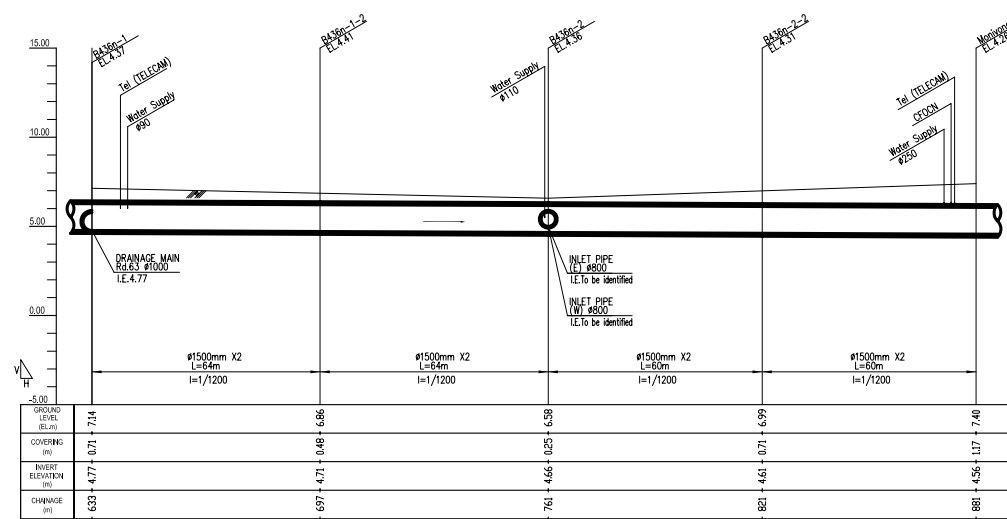 B436n-1
EL.4.37
Tel (TELECAM)
Water Supply
ø90
B436n-1-2
EL.4.41
B436n-2
EL.4.36
Water Supply
ø110
B436n-2-2
EL.4.31
Monivong
EL.4.26
Tel (TELECAM)
CFOCN
Water Supply
ø250
15.00
10.00
5.00
0.00
-5.00
DRAINAGE MAIN
Rd.63 ø1000
I.E.4.77
INLET PIPE
(E) ø800
I.E.To be identified
INLET PIPE
(W) ø800
I.E.To be identified
V
H
ø1500mm X2
L=64m
I=1/1200
ø1500mm X2
L=64m
I=1/1200
ø1500mm X2
L=60m
I=1/1200
ø1500mm X2
L=60m
I=1/1200
GROUND
LEVEL
(EL.m)
7.14
6.86
6.58
6.99
7.40
COVERING
(m)
0.71
0.48
0.25
0.71
1.17
INVERT
ELEVATION
(m)
4.77
4.71
4.66
4.61
4.56
CHAINAGE
(m)
633
697
761
821
881